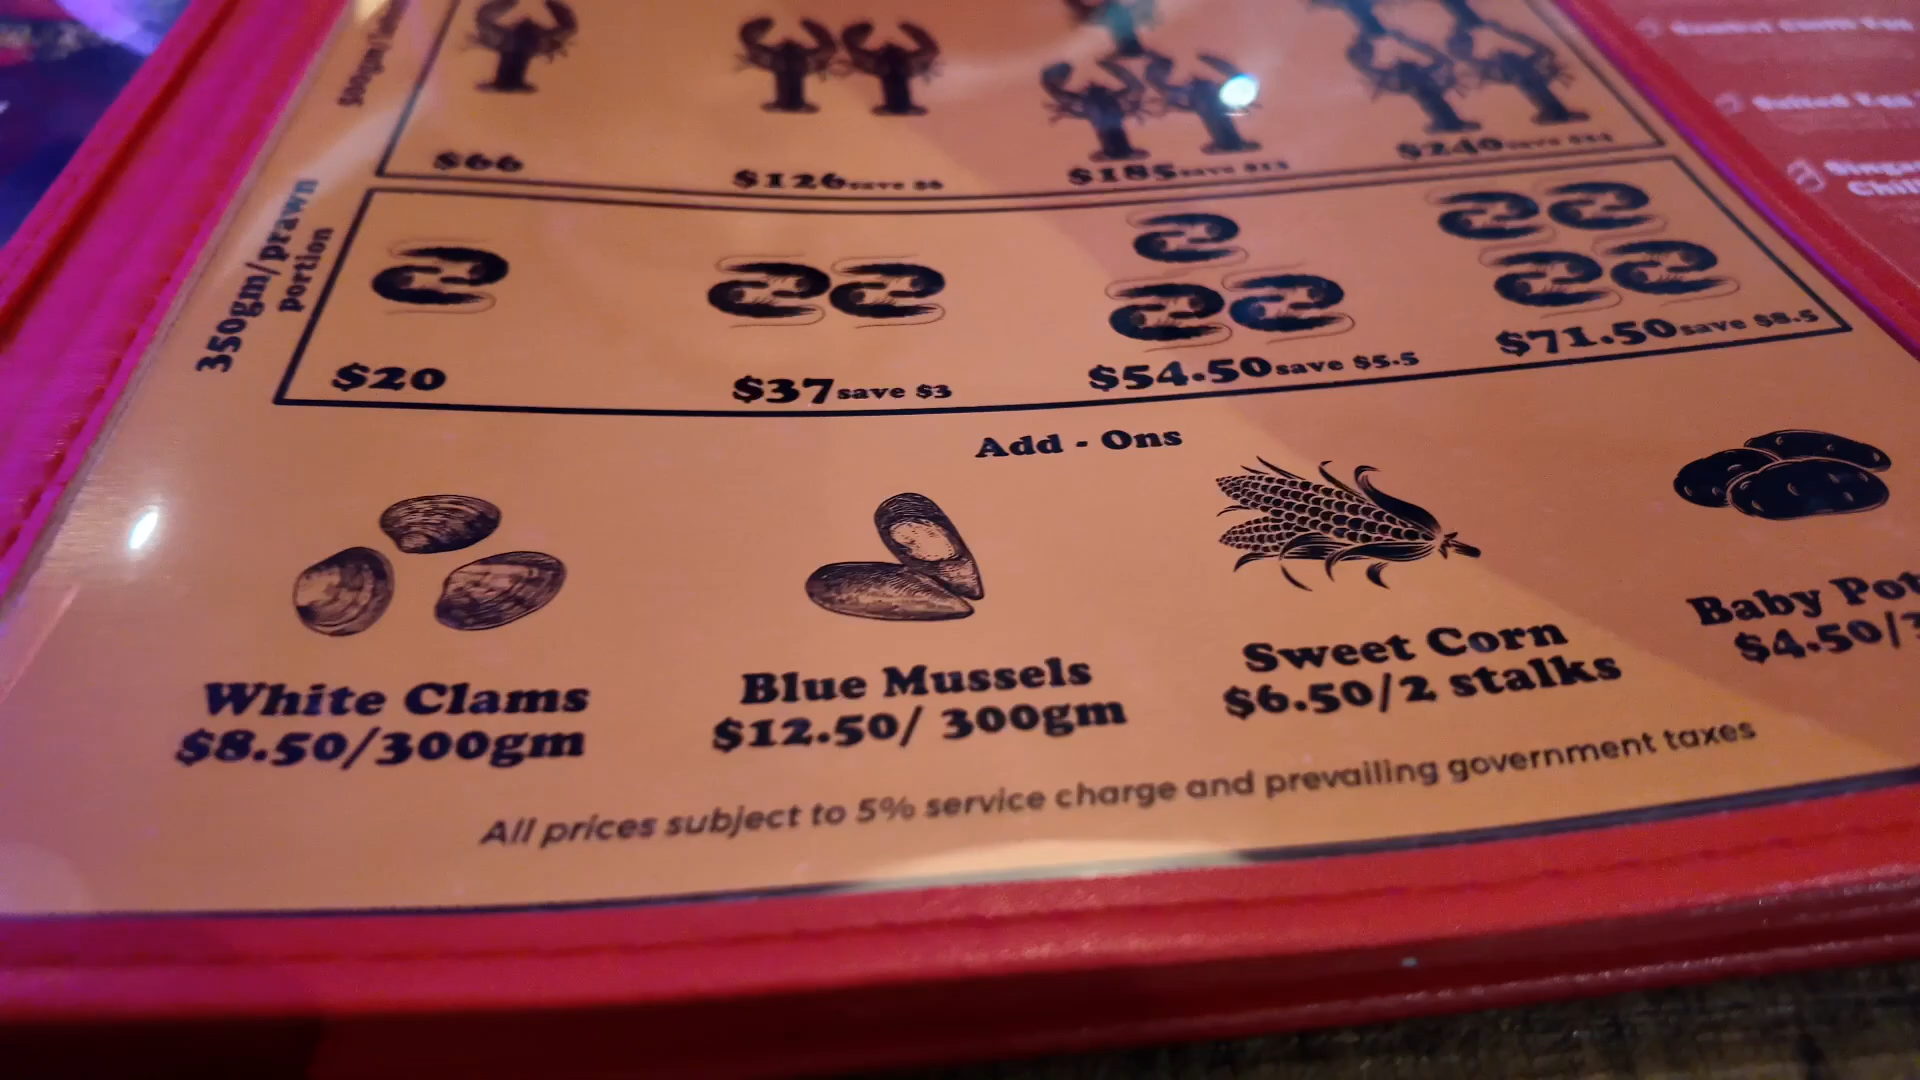 $66
$126 save $6
$185
$240
350gm/prawn
portion
$20
$37 save $3
$54.50 save $5.5
$71.50 save $8.5
Add - Ons
White Clams
$8.50/300gm
Blue Mussels
$12.50/ 300gm
Sweet Corn
$6.50/2 stalks
Baby
$4.50/
All prices subject to 5% service charge and prevailing government taxes